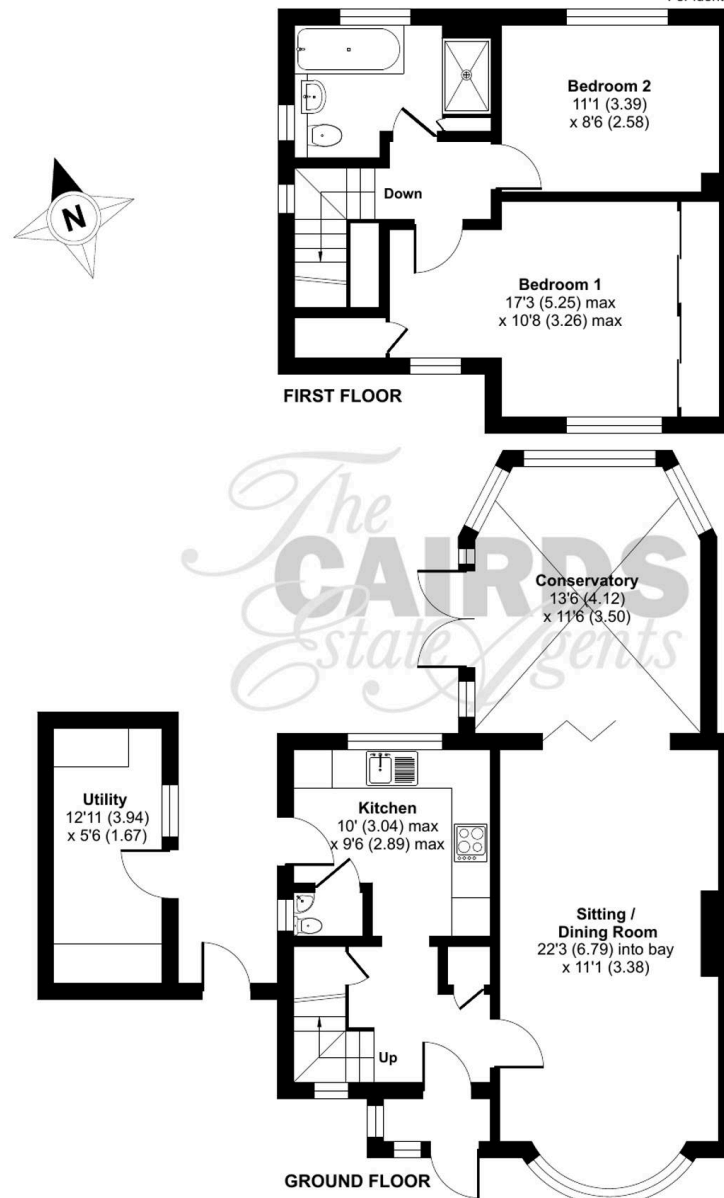 Bedroom 2
11'1 (3.39)
x 8'6 (2.58)
N
Down
Bedroom 1
17'3 (5.25) max
x 10'8 (3.26) max
FIRST FLOOR
The
CAIRDS
Estate Agents
Conservatory
13'6 (4.12)
x 11'6 (3.50)
Utility
12'11 (3.94)
x 5'6 (1.67)
Kitchen
10' (3.04) max
x 9'6 (2.89) max
Sitting /
Dining Room
22'3 (6.79) into bay
x 11'1 (3.38)
Up
GROUND FLOOR